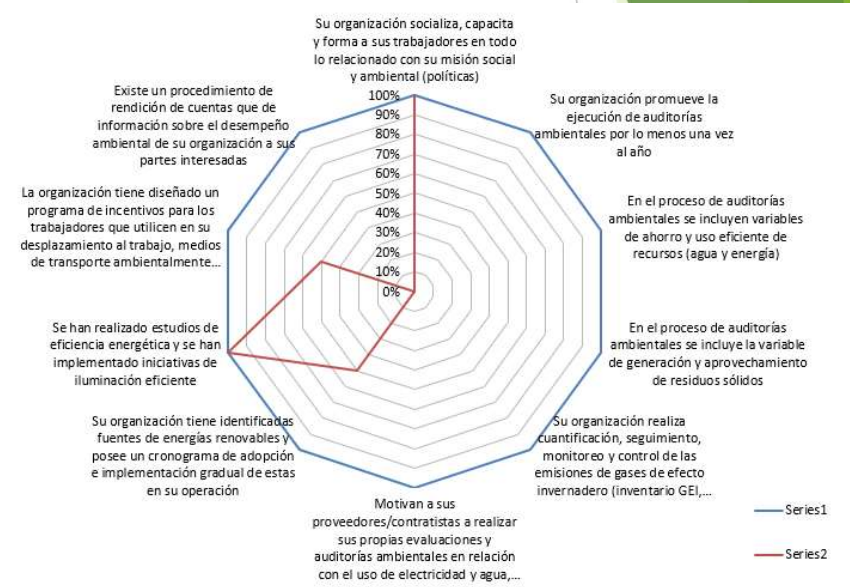 Su organización socializa, capacita
y forma a sus trabajadores en todo
lo relacionado con su misión social
y ambiental (políticas)
Existe un procedimiento de
rendición de cuentas que de
información sobre el desempeño
ambiental de su organización a sus
partes interesadas
Su organización promueve la
ejecución de auditorías
ambientales por lo menos una vez
al año
100%
90%
80%
70%
60%
50%
40%
30%
20%
10%
0%
La organización tiene diseñado un
programa de incentivos para los
trabajadores que utilicen en su
desplazamiento al trabajo, medios
de transporte ambientalmente...
En el proceso de auditorías
ambientales se incluyen variables
de ahorro y uso eficiente de
recursos (agua y energía)
Se han realizado estudios de
eficiencia energética y se han
implementado iniciativas de
iluminación eficiente
En el proceso de auditorías
ambientales se incluye la variable
de generación y aprovechamiento
de residuos sólidos
Su organización tiene identificadas
fuentes de energías renovables y
posee un cronograma de adopción
e implementación gradual de estas
en su operación
Su organización realiza
cuantificación, seguimiento,
monitoreo y control de las
emisiones de gases de efecto
invernadero (inventario GEI,...
Motivan a sus
proveedores/contratistas a realizar
sus propias evaluaciones y
auditorías ambientales en relación
con el uso de electricidad y agua,...
Series1
Series2